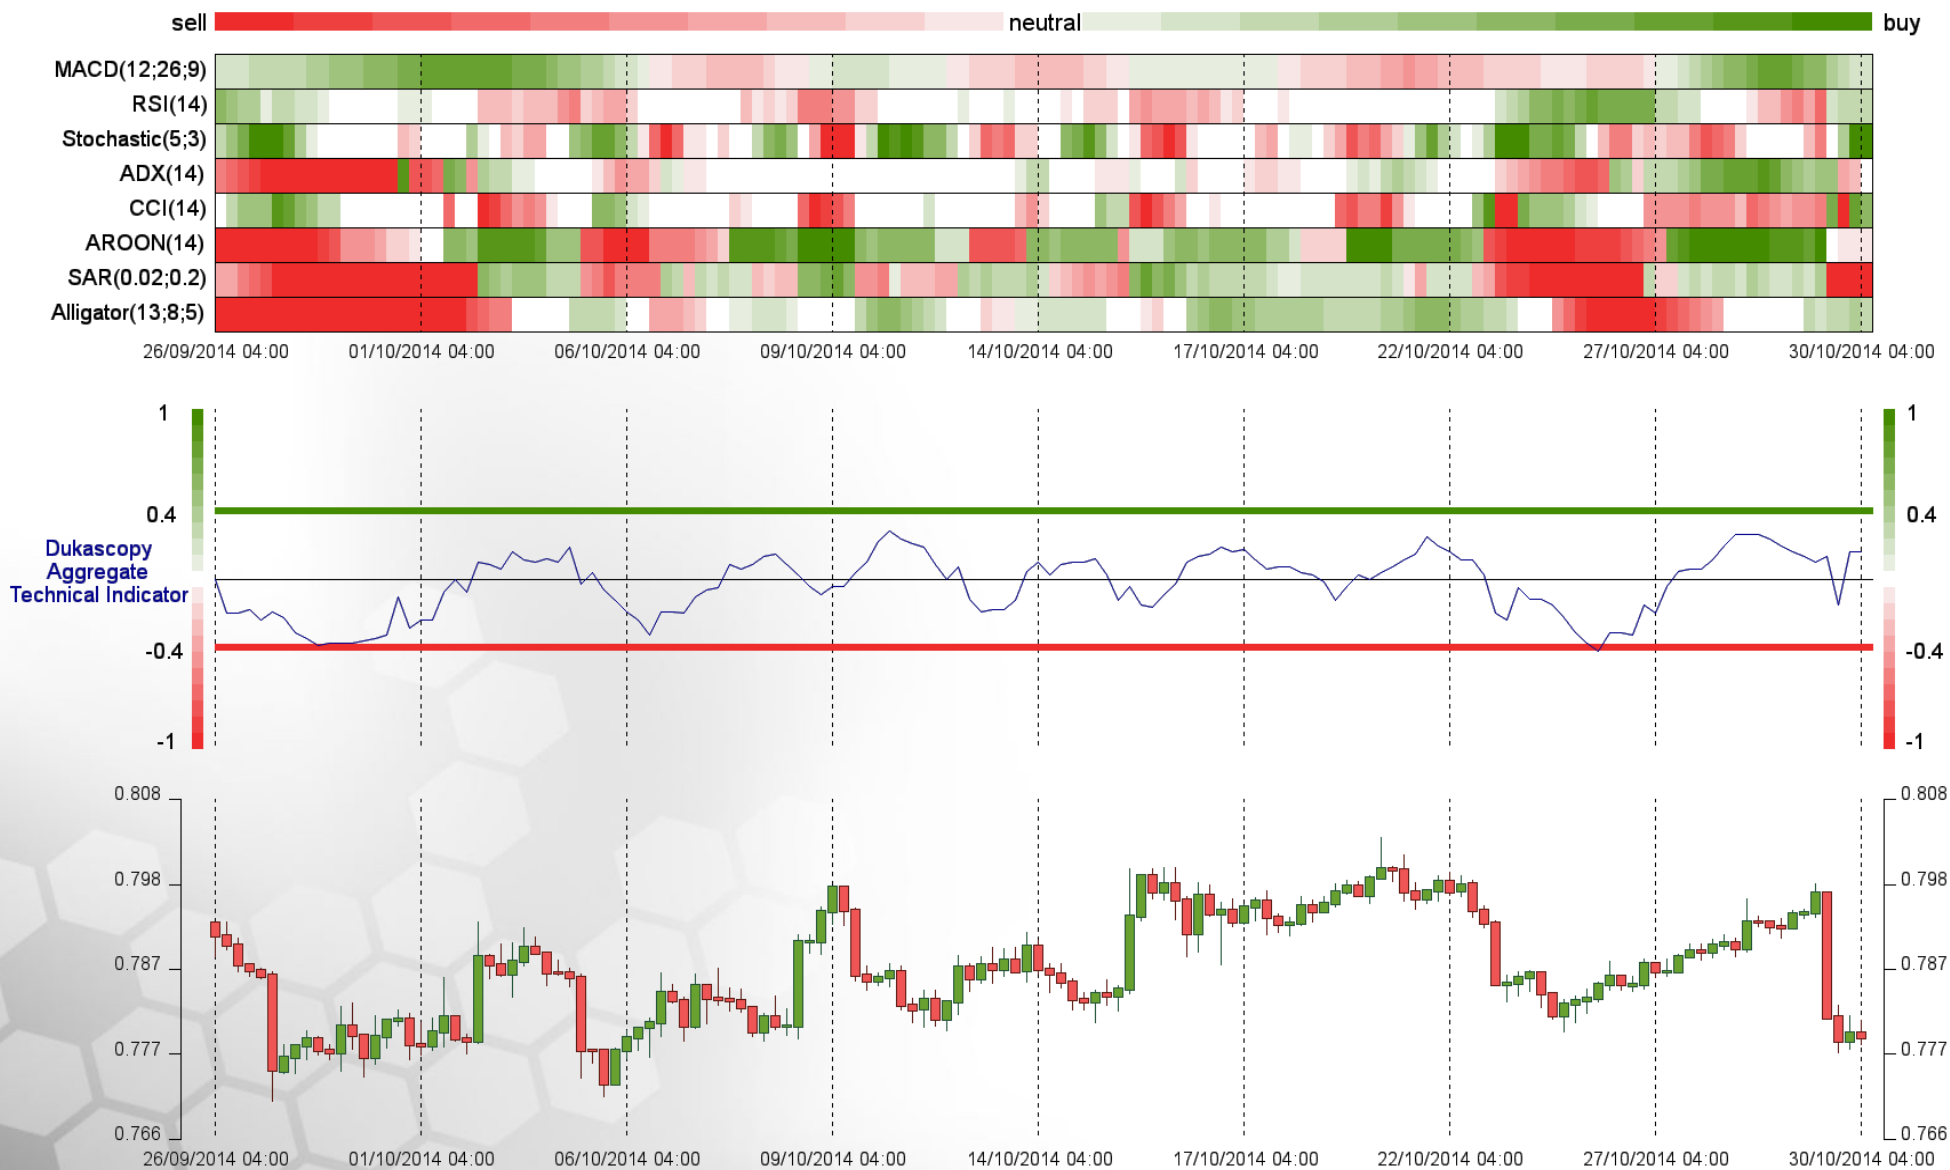 sell neutral buy
MACD(12;26;9)
RSI(14)
Stochastic(5;3)
ADX(14)
CCI(14)
AROON(14)
SAR(0.02;0.2)
Alligator(13;8;5)
26/09/2014 04:00 01/10/2014 04:00 06/10/2014 04:00 09/10/2014 04:00 14/10/2014 04:00 17/10/2014 04:00 22/10/2014 04:00 27/10/2014 04:00 30/10/2014 04:00
1 1
0.4 0.4
Dukascopy
Aggregate
Technical Indicator
-0.4 -0.4
-1 -1
0.808 0.808
0.798 0.798
0.787 0.787
0.777 0.777
0.766 0.766
26/09/2014 04:00 01/10/2014 04:00 06/10/2014 04:00 09/10/2014 04:00 14/10/2014 04:00 17/10/2014 04:00 22/10/2014 04:00 27/10/2014 04:00 30/10/2014 04:00